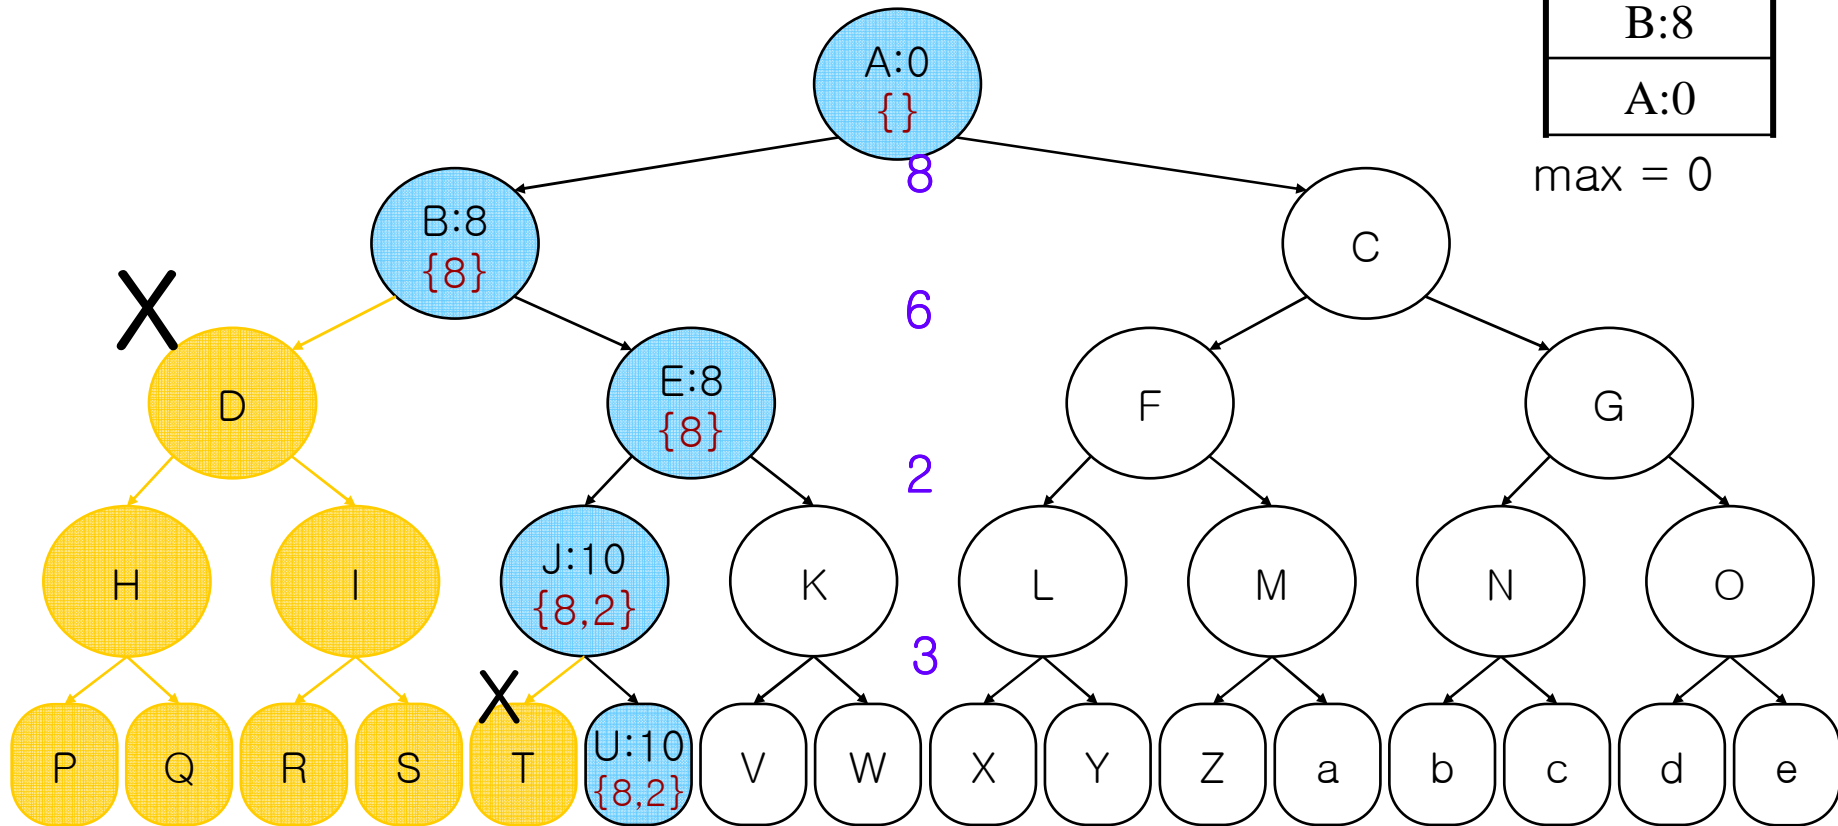 B:8
A:0
max = 0
A:0
{}
8
B:8
{8}
C
X
6
D
E:8
{8}
F
G
2
H
I
J:10
{8,2}
K
L
M
N
O
3
X
P
Q
R
S
T
U:10
{8,2}
V
W
X
Y
Z
a
b
c
d
e